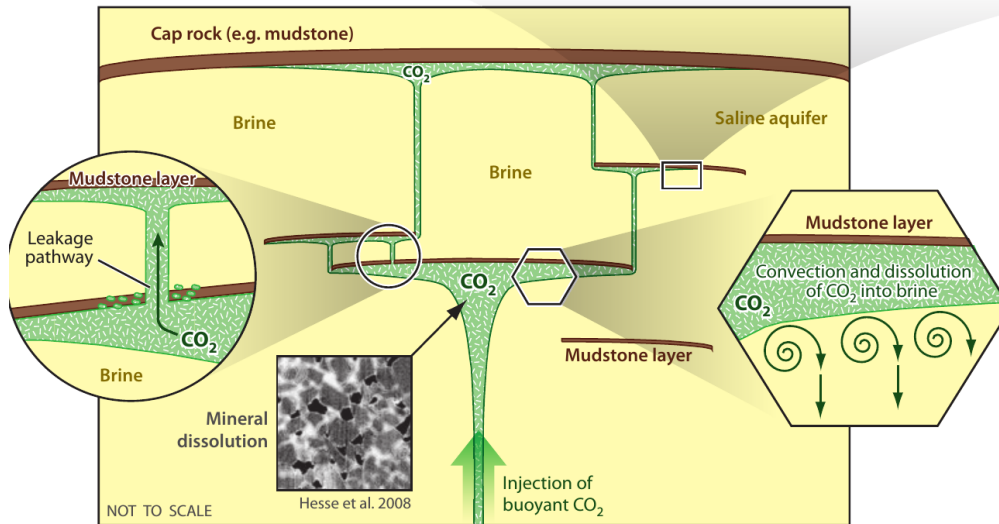 Cap rock (e.g. mudstone)
CO2
Brine
Saline aquifer
Brine
Mudstone layer
Leakage
pathway
CO2
Brine
CO2
Mudstone layer
Convection and dissolution
of CO2 into brine
CO2
Mudstone layer
Mineral
dissolution
Hesse et al. 2008
Injection of
buoyant CO2
NOT TO SCALE